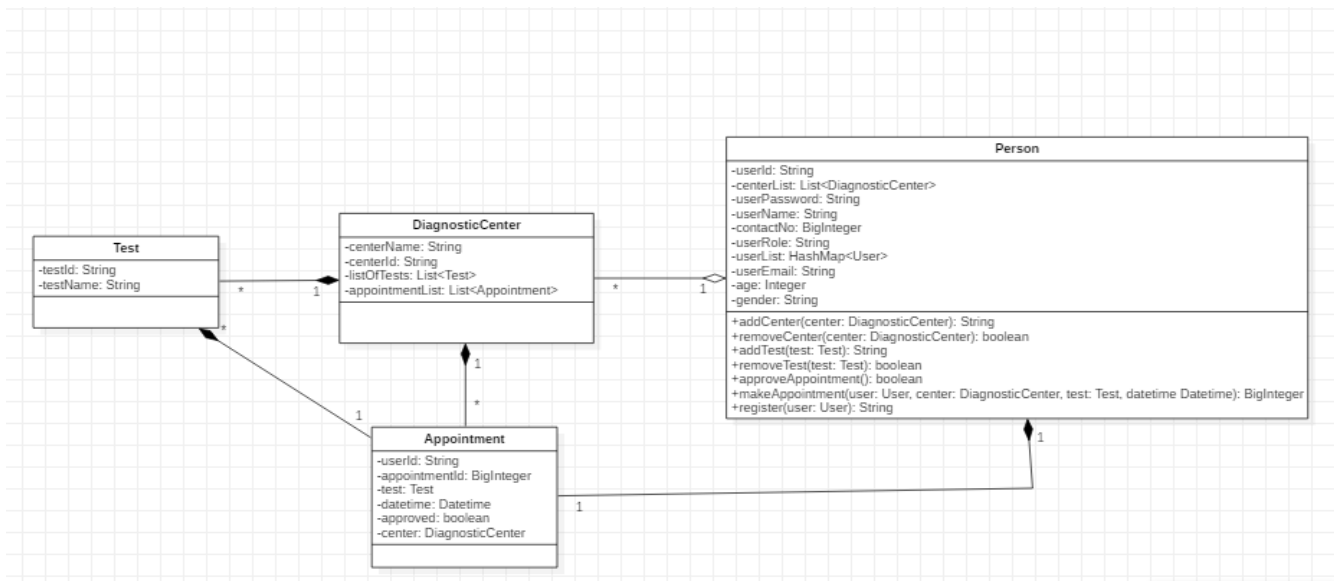 Person
-userId: String
-centerList: List<DiagnosticCenter>
-userPassword: String
-userName: String
-contactNo: BigInteger
-userRole: String
-userList: HashMap<User>
-userEmail: String
-age: Integer
-gender: String
+addCenter(center: DiagnosticCenter): String
+removeCenter(center: DiagnosticCenter): boolean
+addTest(test: Test): String
+removeTest(test: Test): boolean
+approveAppointment(): boolean
+makeAppointment(user: User, center: DiagnosticCenter, test: Test, datetime Datetime): BigInteger
+register(user: User): String
DiagnosticCenter
-centerName: String
-centerId: String
-listOfTests: List<Test>
-appointmentList: List<Appointment>
Test
-testId: String
-testName: String
* 1
* 1
*
1
1
*
1
1
1
Appointment
-userId: String
-appointmentId: BigInteger
-test: Test
-datetime: Datetime
-approved: boolean
-center: DiagnosticCenter